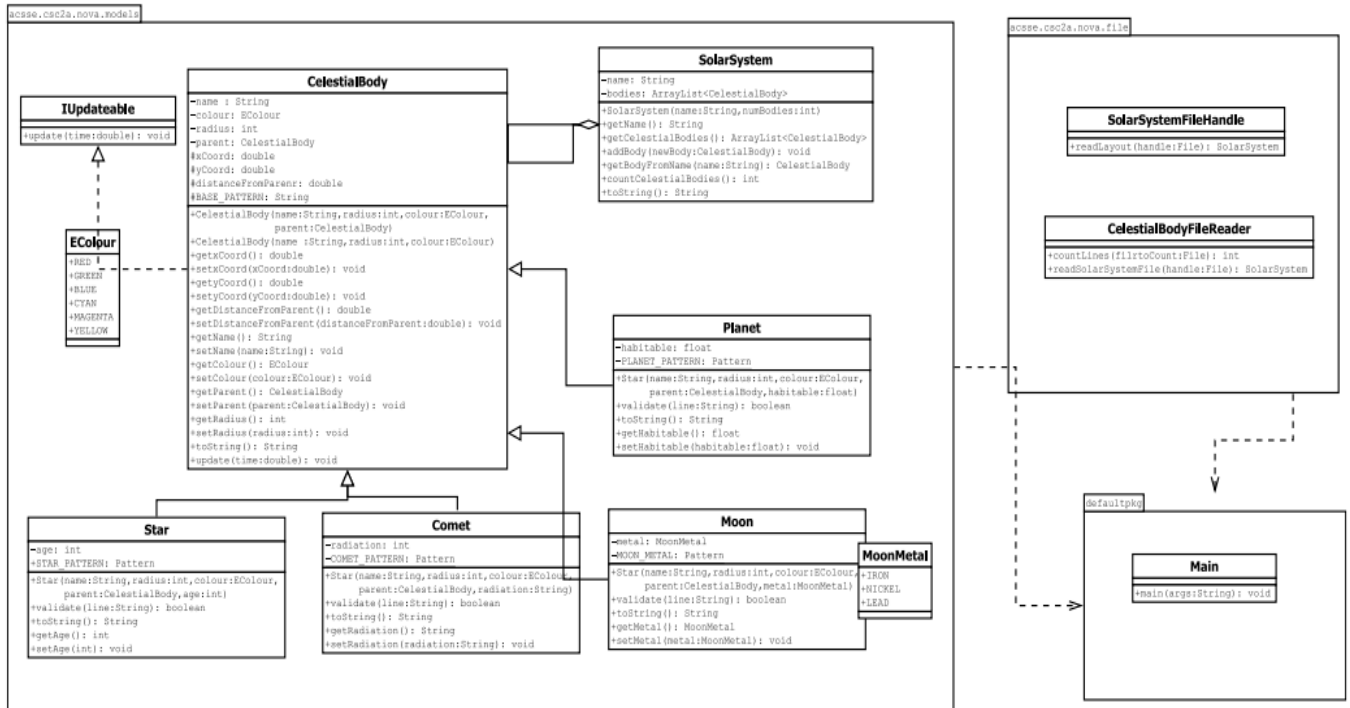 acsse.csc2a.nova.models
IUpdateable
+update(time:double): void
EColour
+RED
+GREEN
+BLUE
+CYAN
+MAGENTA
+YELLOW
CelestialBody
-name : String
-colour: EColour
-radius: int
-parent: CelestialBody
#xCoord: double
#yCoord: double
#distanceFromParenr: double
#BASE_PATTERN: String
+CelestialBody(name:String,radius:int,colour:EColour,
parent:CelestialBody)
+CelestialBody(name :String,radius:int,colour:EColour)
+getxCoord(): double
+setxCoord(xCoord:double): void
+getyCoord(): double
+setyCoord(yCoord:double): void
+getDistanceFromParent(): double
+setDistanceFromParent(distanceFromParent:double): void
+getName(): String
+setName(name:String): void
+getColour(): EColour
+setColour(colour:EColour): void
+getParent(): CelestialBody
+setParent(parent:CelestialBody): void
+getRadius(): int
+setRadius(radius:int): void
+toString(): String
+update(time:double): void
SolarSystem
-name: String
-bodies: ArrayList<CelestialBody>
+SolarSystem(name:String,numBodies:int)
+getName(): String
+getCelestialBodies(): ArrayList<CelestialBody>
+addBody(newBody:CelestialBody): void
+getBodyFromName(name:String): CelestialBody
+countCelestialBodies(): int
+toString(): String
Planet
-habitable: float
-PLANET_PATTERN: Pattern
+Star(name:String,radius:int,colour:EColour,
parent:CelestialBody,habitable:float)
+validate(line:String): boolean
+toString(): String
+getHabitable(): float
+setHabitable(habitable:float): void
Star
-age: int
+STAR_PATTERN: Pattern
+Star(name:String,radius:int,colour:EColour,
parent:CelestialBody,age:int)
+validate(line:String): boolean
+toString(): String
+getAge(): int
+setAge(int): void
Comet
-radiation: int
-COMET_PATTERN: Pattern
+Star(name:String,radius:int,colour:EColour,
parent:CelestialBody,radiation:String)
+validate(line:String): boolean
+toString(): String
+getRadiation(): String
+setRadiation(radiation:String): void
Moon
-metal: MoonMetal
-MOON_METAL: Pattern
+Star(name:String,radius:int,colour:EColour,
parent:CelestialBody,metal:MoonMetal)
+validate(line:String): boolean
+toString(): String
+getMetal(): MoonMetal
+setMetal(metal:MoonMetal): void
MoonMetal
+IRON
+NICKEL
+LEAD
acsse.csc2a.nova.file
SolarSystemFileHandle
+readLayout(handle:File): SolarSystem
CelestialBodyFileReader
+countLines(filrtoCount:File): int
+readSolarSystemFile(handle:File): SolarSystem
defaultpkg
Main
+main(args:String): void